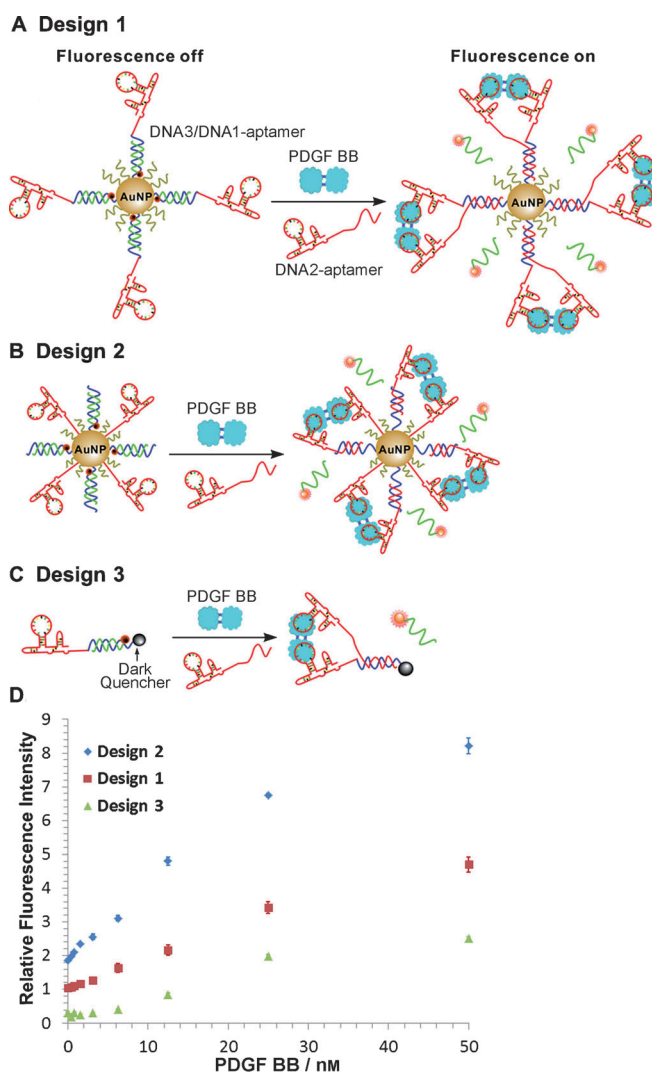 A Design 1
Fluorescence off
Fluorescence on
DNA3/DNA1-aptamer
PDGF BB
AuNP
AuNP
DNA2-aptamer
B Design 2
PDGF BB
AuNP
AuNP
C Design 3
PDGF BB
Dark
Quencher
D
9
8
7
6
5
4
3
2
1
0
Relative Fluorescence Intensity
Design 2
Design 1
Design 3
0 10 20 30 40 50
PDGF BB / nM